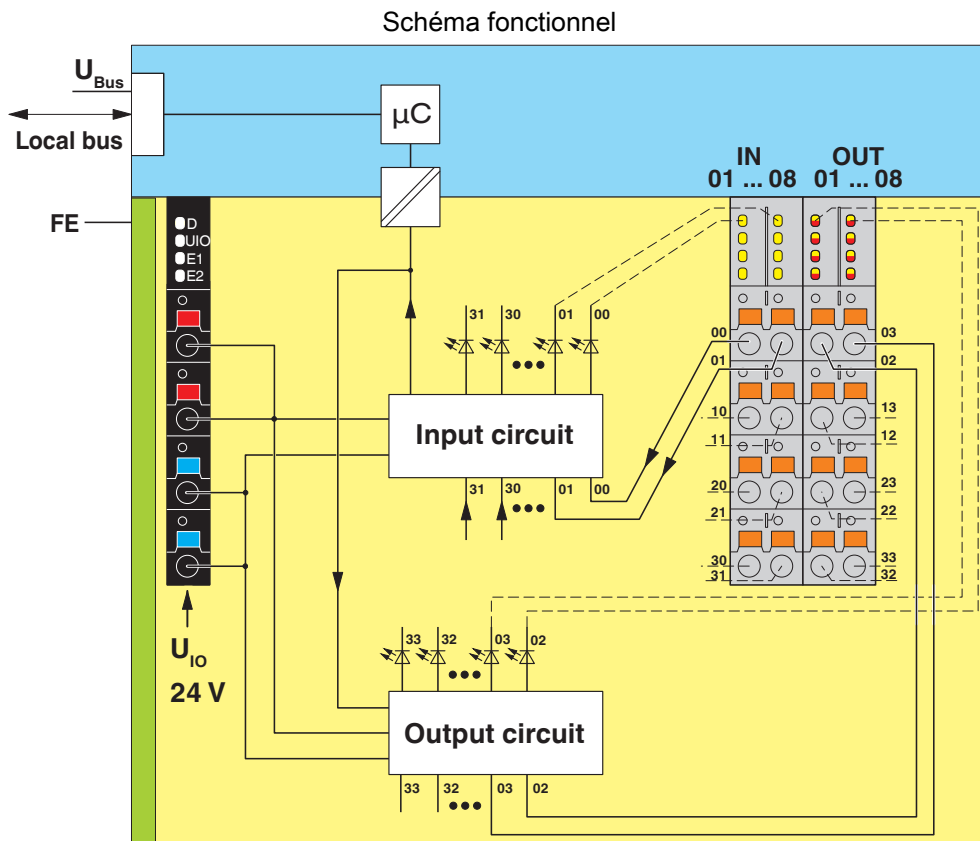 Schéma fonctionnel
U Bus
Local bus
µC
IN OUT
01 ... 08 01 ... 08
FE
D
UIO
E1
E2
31 30 01 00
00 03
01 02
10 13
11 12
Input circuit
31 30 01 00
20 23
21 22
30 33
31 32
U IO
24 V
33 32 03 02
Output circuit
33 32 03 02